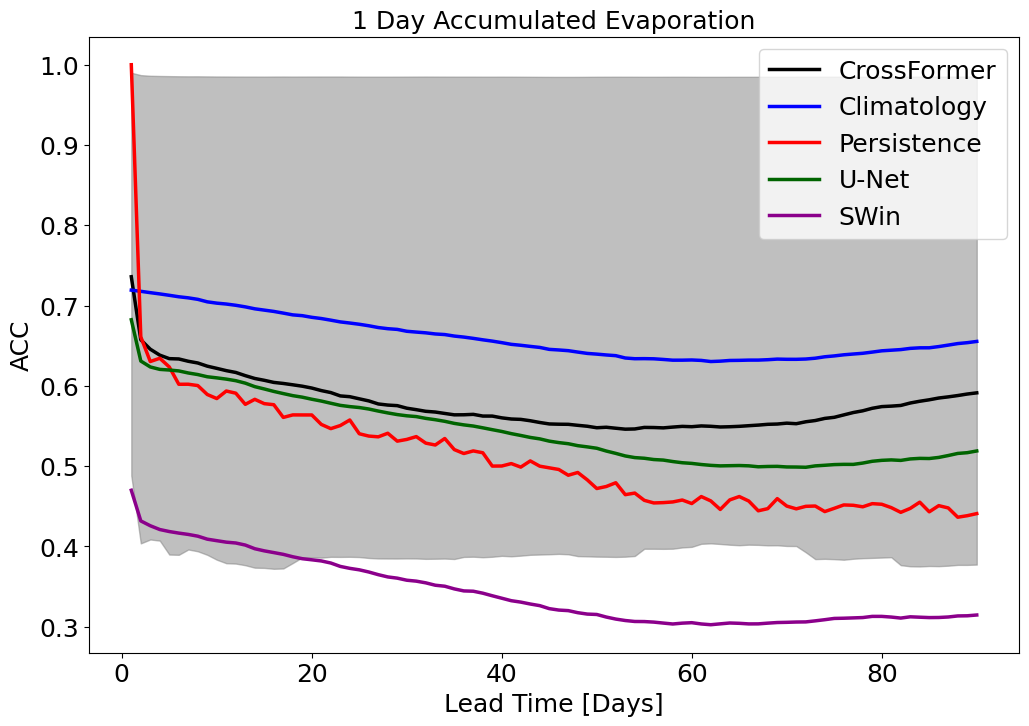 1 Day Accumulated Evaporation
ACC
1.0
0.9
0.8
0.7
0.6
0.5
0.4
0.3
CrossFormer
Climatology
Persistence
U-Net
SWin
0
20
40
60
80
Lead Time [Days]